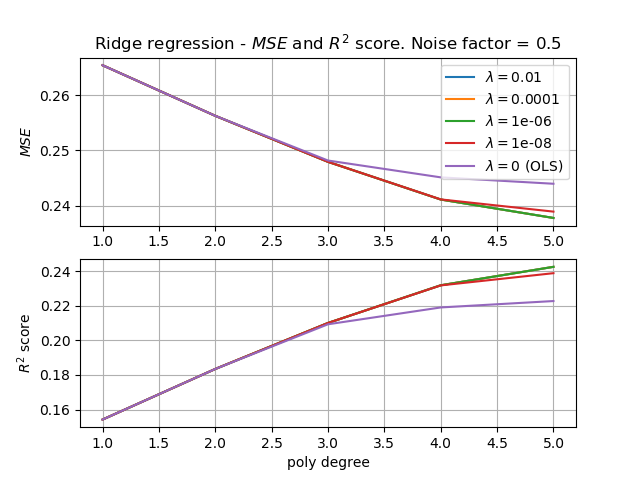 Ridge regression - MSE and R² score. Noise factor = 0.5
MSE
0.26
0.25
0.24
λ = 0.01
λ = 0.0001
λ = 1e-06
λ = 1e-08
λ = 0 (OLS)
1.0 1.5 2.0 2.5 3.0 3.5 4.0 4.5 5.0
R² score
0.24
0.22
0.20
0.18
0.16
1.0 1.5 2.0 2.5 3.0 3.5 4.0 4.5 5.0
poly degree